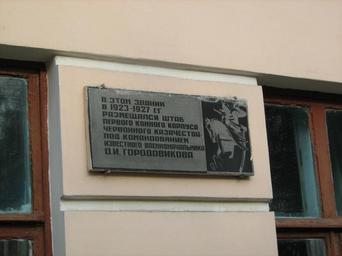 В ЭТОМ ЗДАНИИ
В 1923-1927 ГГ.
РАЗМЕЩАЛСЯ ШТАБ
ПЕРВОГО КОННОГО КОРПУСА
ЧЕРВОННОГО КАЗАЧЕСТВА
ПОД КОМАНДОВАНИЕМ
ИЗВЕСТНОГО ВОЕНАЧАЛЬНИКА
О.И. ГОРОДОВИКОВА